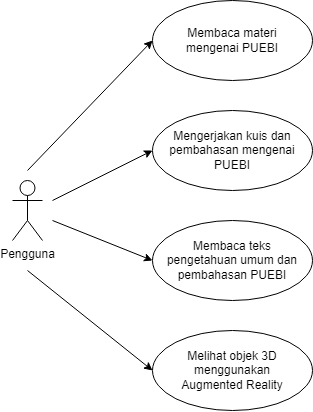 Membaca materi
mengenai PUEBI
Mengerjakan kuis dan
pembahasan mengenai
PUEBI
Pengguna
Membaca teks
pengetahuan umum dan
pembahasan PUEBI
Melihat objek 3D
menggunakan
Augmented Reality